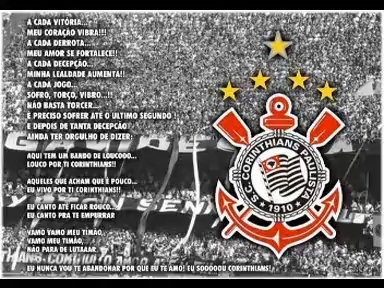 A CADA VITÓRIA...
MEU CORAÇÃO VIBRA!!!
A CADA DERROTA...
MEU AMOR SE FORTALECE!!
A CADA DECEPÇÃO...
MINHA LEALDADE AUMENTA!!
A CADA JOGO...
SOFRO, TORÇO, VIBRO...!!
NÃO BASTA TORCER...
É PRECISO SOFRER ATÉ O ULTIMO SEGUNDO !
E DEPOIS DE TANTA DECEPÇÃO
AINDA TER ORGULHO DE DIZER:
AQUI TEM UM BANDO DE LOUCOOO...
LOUCO POR TI CORINTHIANS!!
AQUELES QUE ACHAM QUE É POUCO...
EU VIVO POR TI CORINTHIANS!!
EU CANTO ATÉ FICAR ROUCO...
EU CANTO PRA TE EMPURRAR
VAMO VAMO MEU TIMÃO,
VAMO MEU TIMÃO,
NÃO PARA DE LUTAAAR.
EU NUNCA VOU TE ABANDONAR POR QUE EU TE AMO! EU SOOOOOU CORINTHIANS!
S.C. CORINTHIANS PAULISTA
1910